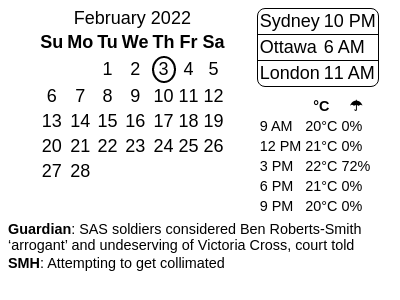 February 2022
Su Mo Tu We Th Fr Sa
1 2 3 4 5
6 7 8 9 10 11 12
13 14 15 16 17 18 19
20 21 22 23 24 25 26
27 28
Sydney 10 PM
Ottawa 6 AM
London 11 AM
°C ☂
9 AM 20°C 0%
12 PM 21°C 0%
3 PM 22°C 72%
6 PM 21°C 0%
9 PM 20°C 0%
Guardian: SAS soldiers considered Ben Roberts-Smith
‘arrogant’ and undeserving of Victoria Cross, court told
SMH: Attempting to get collimated